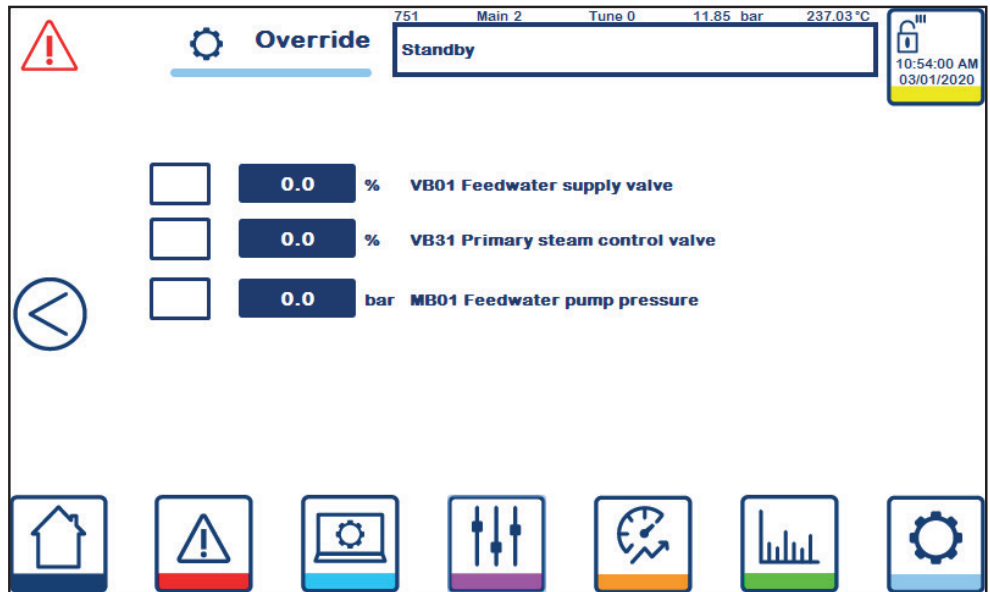 751 Main 2 Tune 0 11.85 bar 237.03 °C
Override
Standby
10:54:00 AM
03/01/2020
0.0 % VB01 Feedwater supply valve
0.0 % VB31 Primary steam control valve
0.0 bar MB01 Feedwater pump pressure